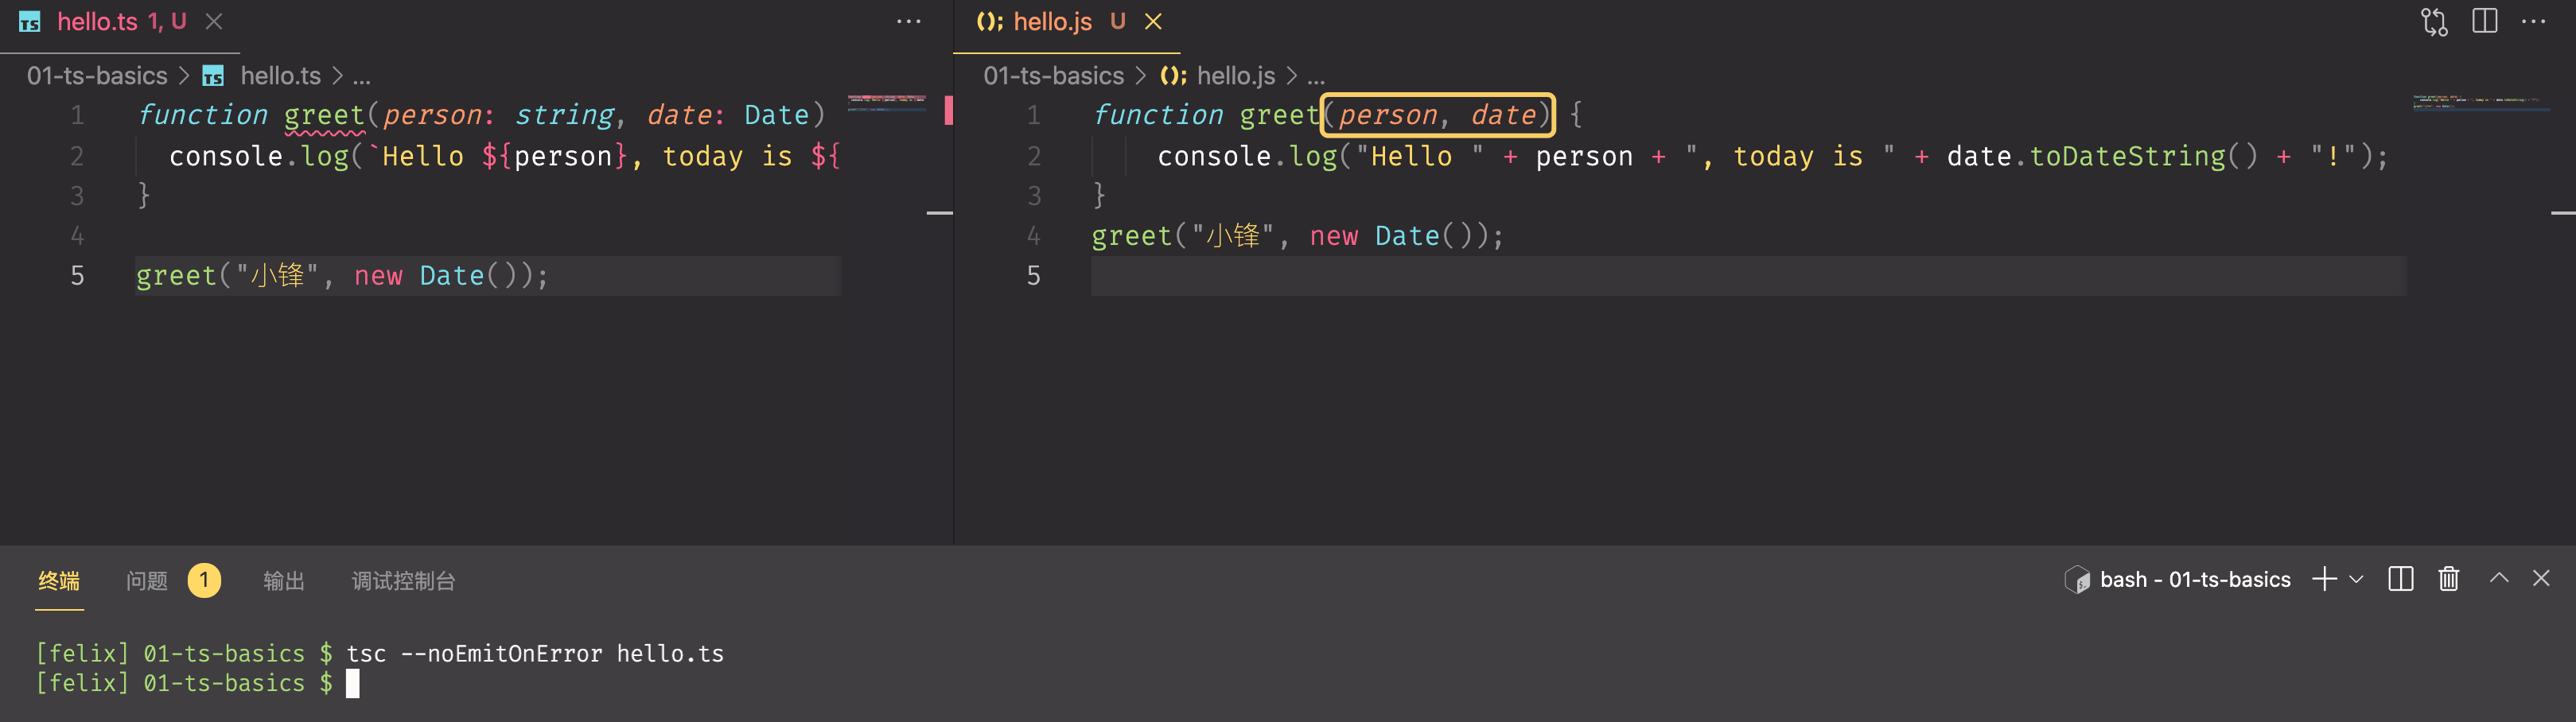 TS hello.ts 1, U
01-ts-basics > TS hello.ts > ...
1 function greet(person: string, date: Date)
2 console.log(`Hello ${person}, today is ${
3 }
4
5 greet("小锋", new Date());
hello.js U
01-ts-basics > hello.js > ...
1 function greet(person, date) {
2 console.log("Hello " + person + ", today is " + date.toDateString() + "!");
3 }
4 greet("小锋", new Date());
5
终端 问题 1 输出 调试控制台
bash - 01-ts-basics
[felix] 01-ts-basics $ tsc --noEmitOnError hello.ts
[felix] 01-ts-basics $